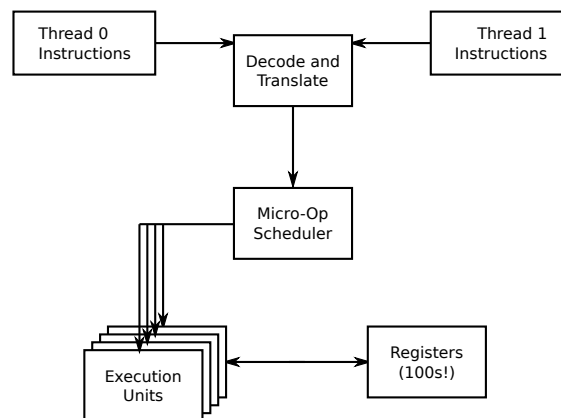 Thread 0
Instructions
Thread 1
Instructions
Decode and
Translate
Micro-Op
Scheduler
Execution
Units
Registers
(100s!)